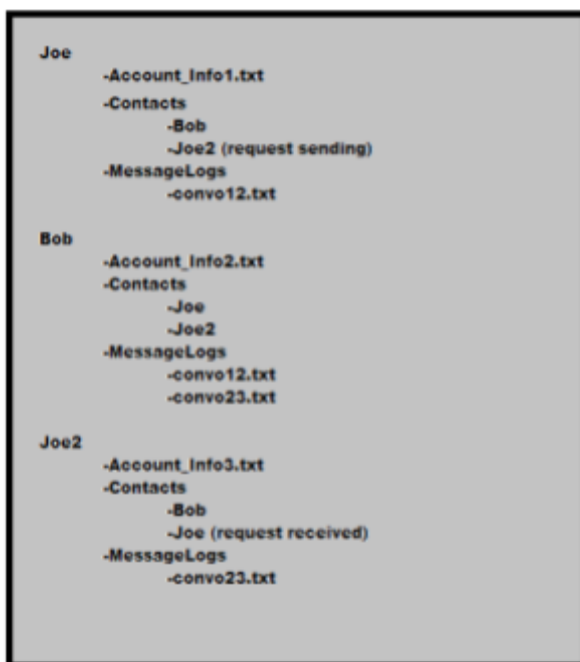 Joe
-Account_Info1.txt
-Contacts
-Bob
-Joe2 (request sending)
-MessageLogs
-convo12.txt
Bob
-Account_Info2.txt
-Contacts
-Joe
-Joe2
-MessageLogs
-convo12.txt
-convo23.txt
Joe2
-Account_Info3.txt
-Contacts
-Bob
-Joe (request received)
-MessageLogs
-convo23.txt